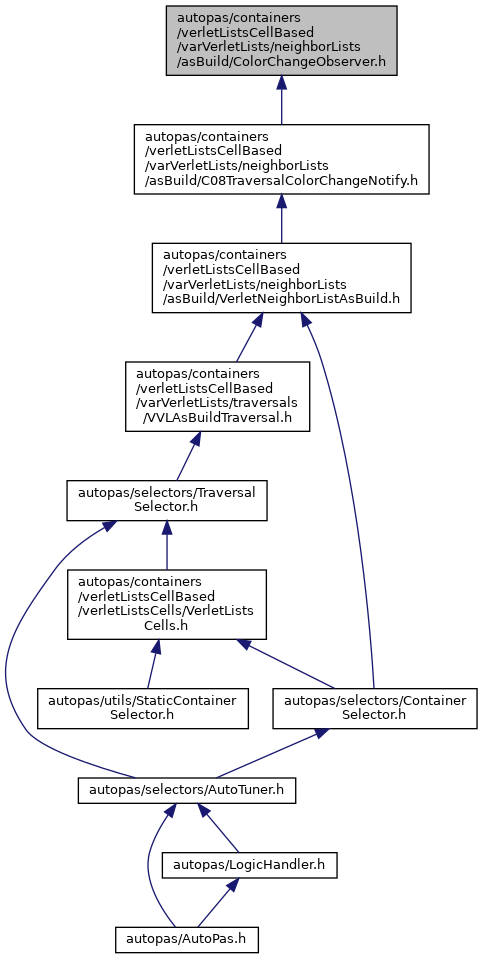 autopas/containers
/verletListsCellBased
/varVerletLists/neighborLists
/asBuild/ColorChangeObserver.h
autopas/containers
/verletListsCellBased
/varVerletLists/neighborLists
/asBuild/C08TraversalColorChangeNotify.h
autopas/containers
/verletListsCellBased
/varVerletLists/neighborLists
/asBuild/VerletNeighborListAsBuild.h
autopas/containers
/verletListsCellBased
/varVerletLists/traversals
/VVLAsBuildTraversal.h
autopas/selectors/Traversal
Selector.h
autopas/containers
/verletListsCellBased
/verletListsCells/VerletLists
Cells.h
autopas/utils/StaticContainer
Selector.h
autopas/selectors/Container
Selector.h
autopas/selectors/AutoTuner.h
autopas/LogicHandler.h
autopas/AutoPas.h